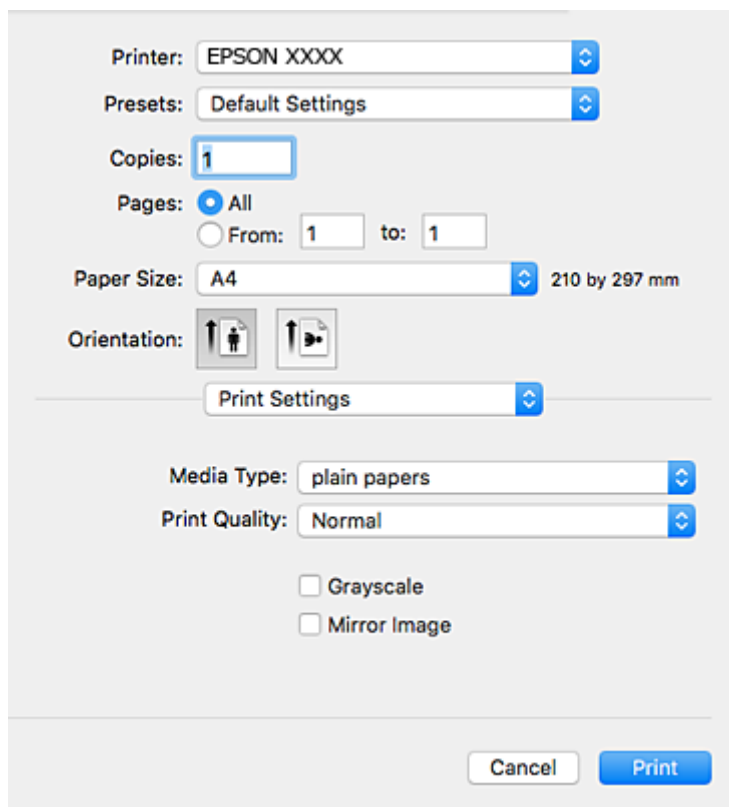 Printer: EPSON XXXX
Presets: Default Settings
Copies: 1
Pages: All
From: 1 to: 1
Paper Size: A4 210 by 297 mm
Orientation:
Print Settings
Media Type: plain papers
Print Quality: Normal
Grayscale
Mirror Image
Cancel Print